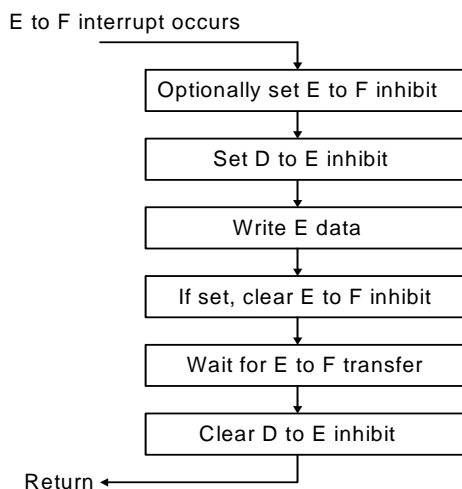 E to F interrupt occurs
Optionally set E to F inhibit
Set D to E inhibit
Write E data
If set, clear E to F inhibit
Wait for E to F transfer
Clear D to E inhibit
Return